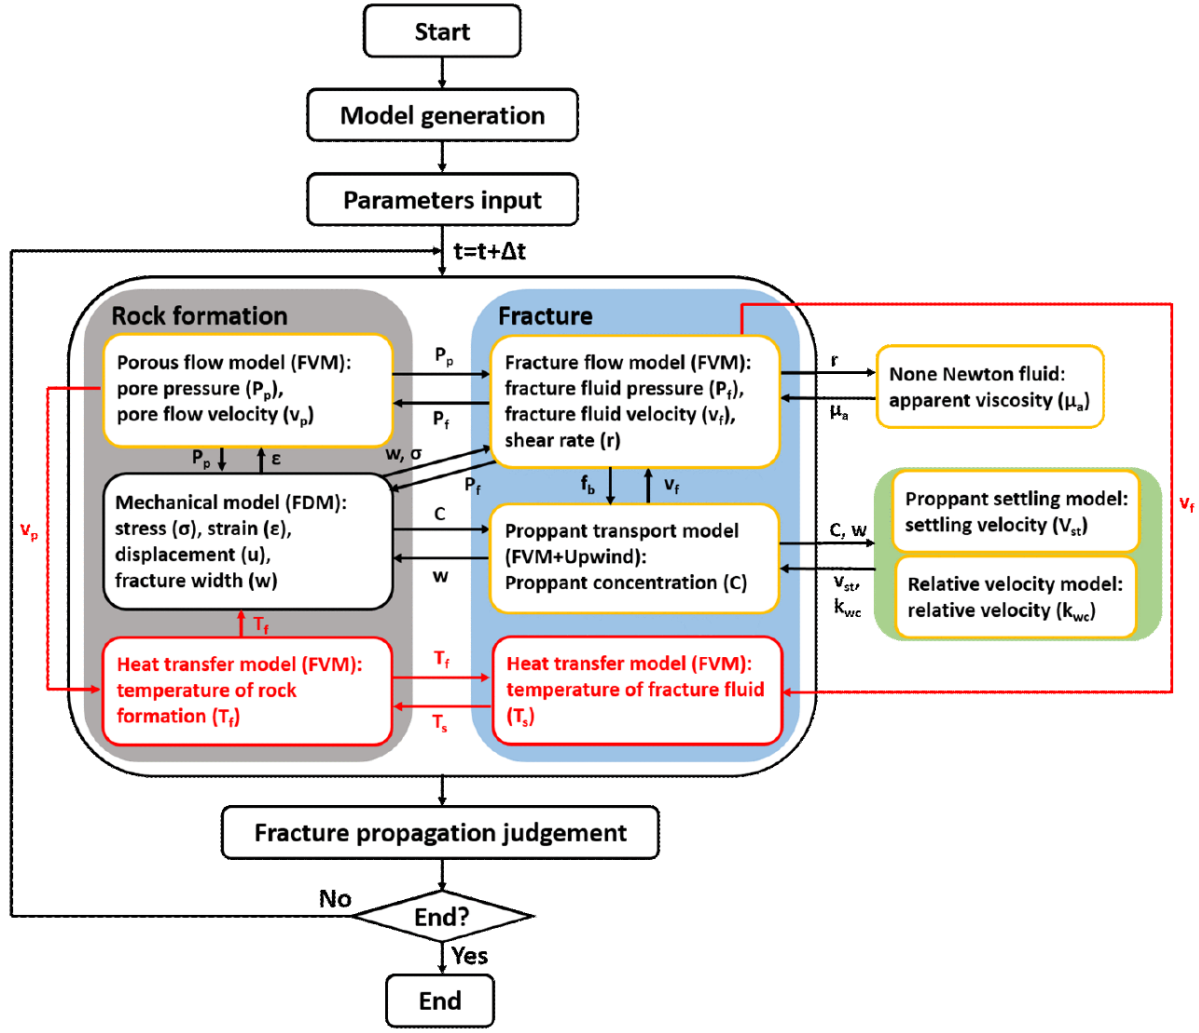 Start
Model generation
Parameters input
t=t+Δt
Rock formation
Fracture
Porous flow model (FVM):
pore pressure (Pp),
pore flow velocity (vp)
Pp
Pf
Fracture flow model (FVM):
fracture fluid pressure (Pf),
fracture fluid velocity (vf),
shear rate (r)
r
μa
None Newton fluid:
apparent viscosity (μa)
Pp
ε
w, σ
Pf
fb
vf
vp
Mechanical model (FDM):
stress (σ), strain (ε),
displacement (u),
fracture width (w)
C
w
Proppant transport model
(FVM+Upwind):
Proppant concentration (C)
C, w
vst,
kwc
Proppant settling model:
settling velocity (Vst)
Relative velocity model:
relative velocity (kwc)
vf
Tf
Heat transfer model (FVM):
temperature of rock
formation (Tf)
Tf
Ts
Heat transfer model (FVM):
temperature of fracture fluid
(Ts)
Fracture propagation judgement
No
End?
Yes
End